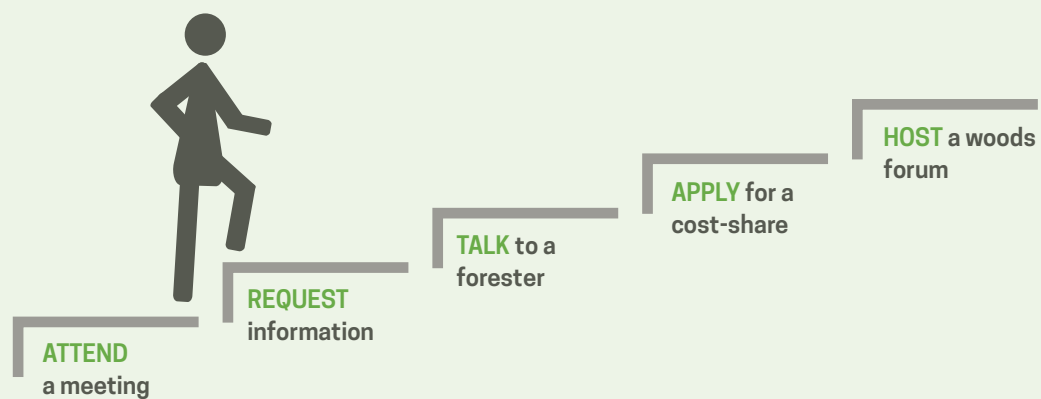 ATTEND
a meeting
REQUEST
information
TALK to a
forester
APPLY for a
cost-share
HOST a woods
forum